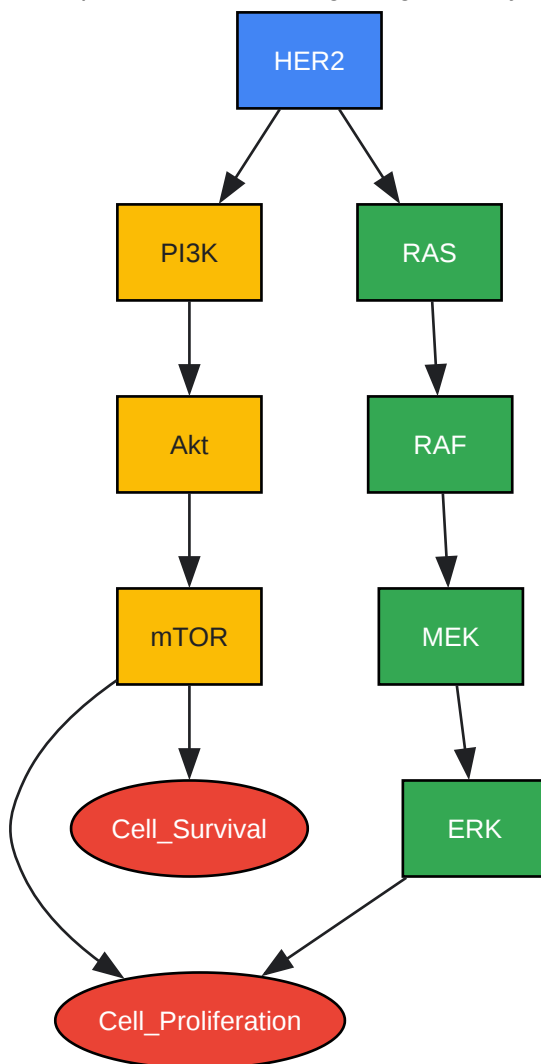 HER2
PI3K
RAS
Akt
RAF
mTOR
MEK
Cell_Survival
ERK
Cell_Proliferation